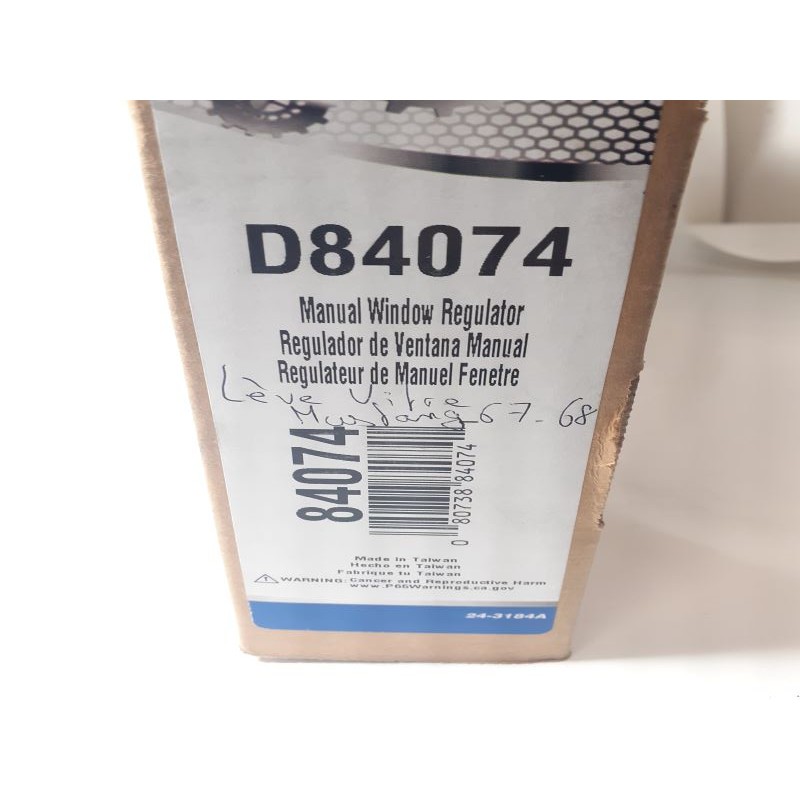 D84074
Manual Window Regulator
Regulador de Ventana Manual
Regulateur de Manuel Fenetre
Lève Vitre
Mustang 67-68
84074
0 80738 84074
Made in Taiwan
Hecho en Taiwan
Fabrique tu Taiwan
WARNING: Cancer and Reproductive Harm
www.P65Warnings.ca.gov
24-3184A